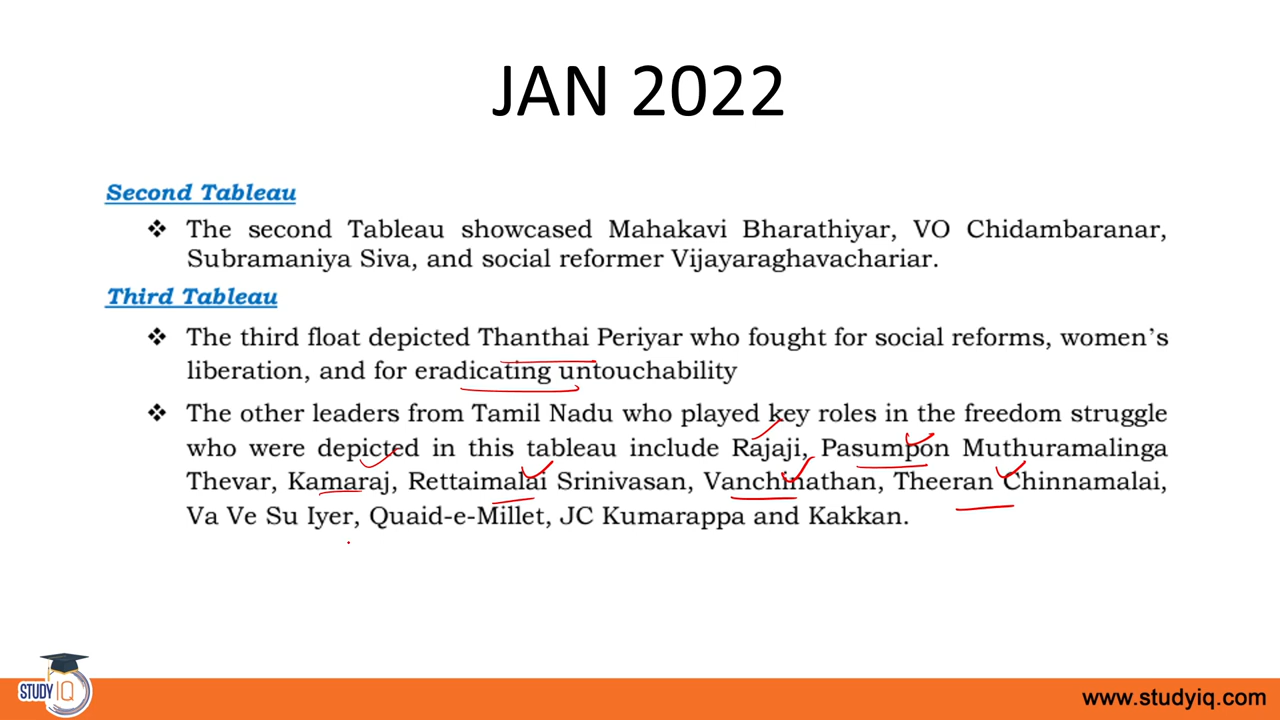 JAN 2022
Second Tableau
❖ The second Tableau showcased Mahakavi Bharathiyar, VO Chidambaranar,
Subramaniya Siva, and social reformer Vijayaraghavachariar.
Third Tableau
❖ The third float depicted Thanthai Periyar who fought for social reforms, women's
liberation, and for eradicating untouchability
❖ The other leaders from Tamil Nadu who played key roles in the freedom struggle
who were depicted in this tableau include Rajaji, Pasumpon Muthuramalinga
Thevar, Kamaraj, Rettaimalai Srinivasan, Vanchinathan, Theeran Chinnamalai,
Va Ve Su Iyer, Quaid-e-Millet, JC Kumarappa and Kakkan.
STUDY IQ
www.studyiq.com